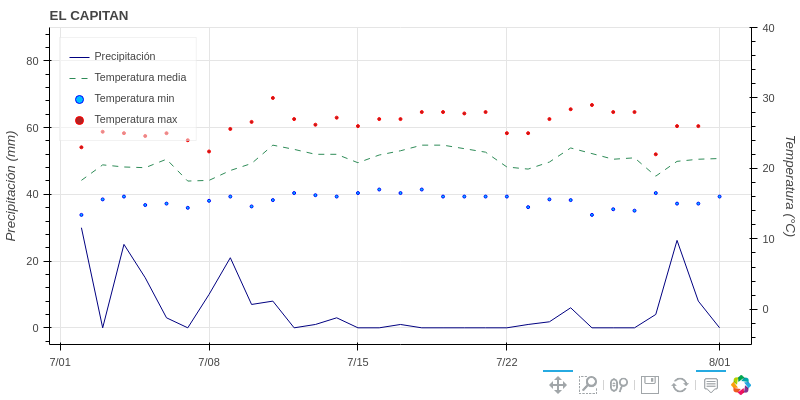 EL CAPITAN
Precipitación
Temperatura media
Temperatura min
Temperatura max
Precipitación (mm)
80
60
40
20
0
40
30
20
10
0
Temperatura (°C)
7/01
7/08
7/15
7/22
8/01